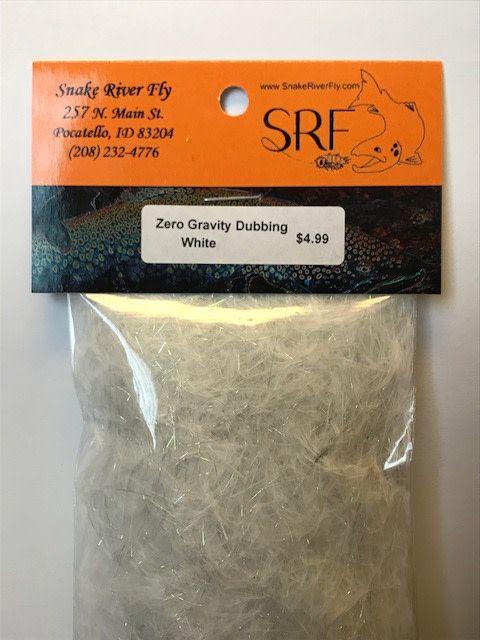 Snake River Fly
257 N. Main St.
Pocatello, ID 83204
(208) 232-4776
www.SnakeRiverFly.com
SRF
Zero Gravity Dubbing
White
$4.99